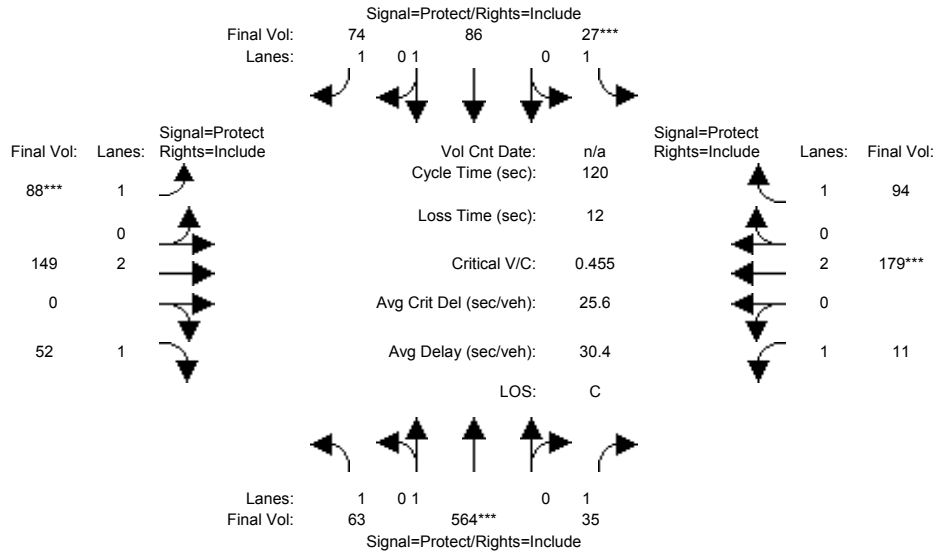 Signal=Protect/Rights=Include
Final Vol: 74 86 27***
Lanes: 1 0 1 0 1
Signal=Protect
Final Vol: Lanes: Rights=Include
Vol Cnt Date: n/a
Signal=Protect
Rights=Include Lanes: Final Vol:
Cycle Time (sec): 120
88*** 1
1 94
Loss Time (sec): 12
0
0
149 2
Critical V/C: 0.455
2 179***
0
Avg Crit Del (sec/veh): 25.6
0
52 1
Avg Delay (sec/veh): 30.4
1 11
LOS: C
Lanes: 1 0 1 0 1
Final Vol: 63 564*** 35
Signal=Protect/Rights=Include